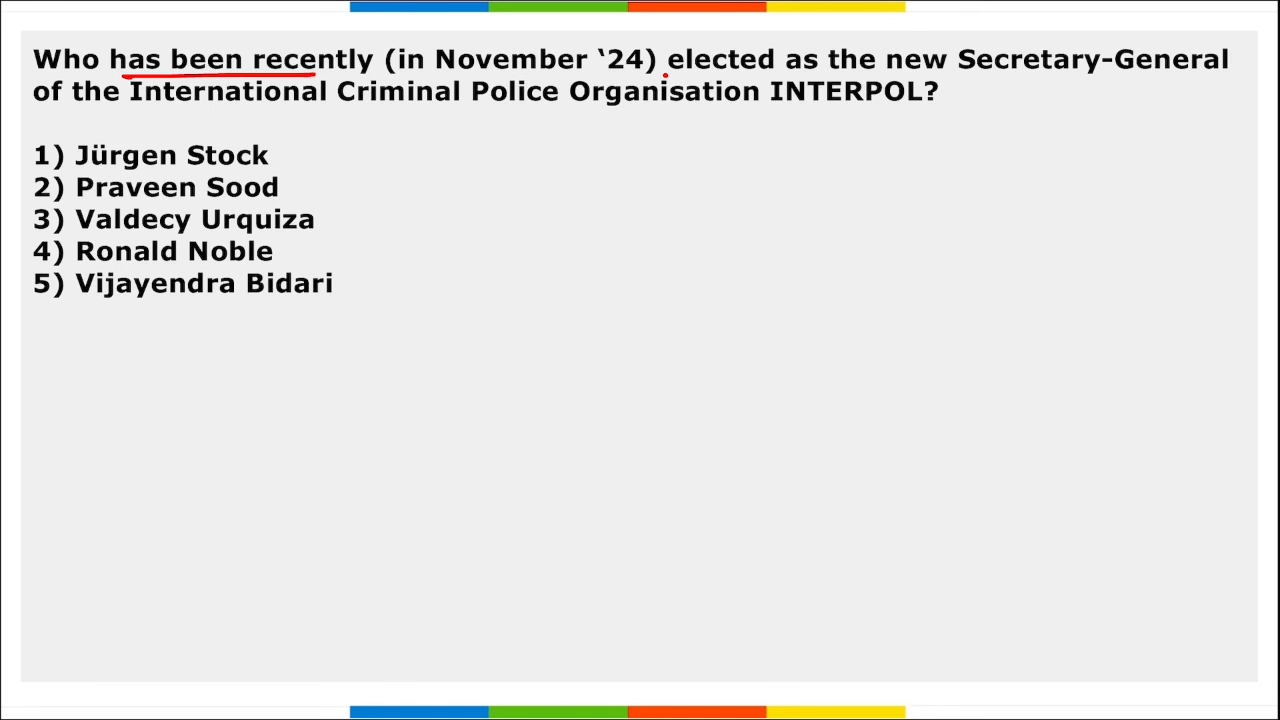 Who has been recently (in November ‘24) elected as the new Secretary-General
of the International Criminal Police Organisation INTERPOL?
1) Jürgen Stock
2) Praveen Sood
3) Valdecy Urquiza
4) Ronald Noble
5) Vijayendra Bidari